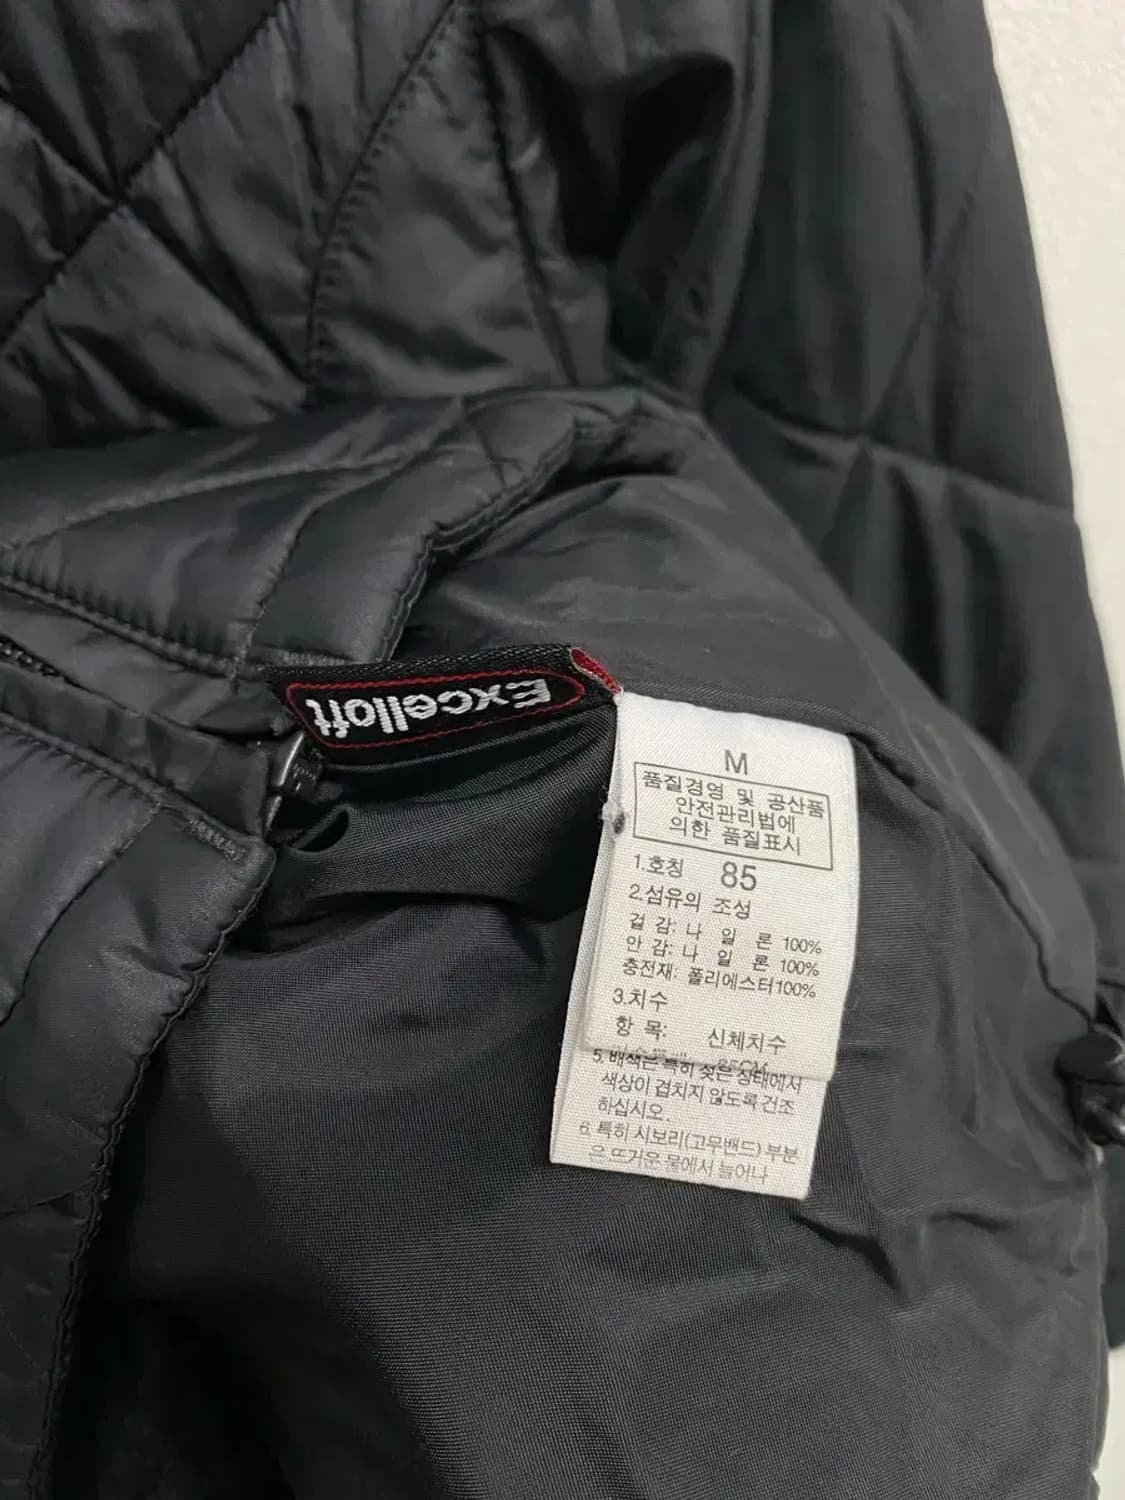 Excelloft
M
품질경영 및 공산품
안전관리법에
의한 품질표시
1.호칭 85
2.섬유의 조성
겉 감: 나 일 론 100%
안 감: 나 일 론 100%
충전재: 폴리에스터100%
3.치수
항 목: 신체치수
85CM
5. 배색은 특히 젖은 상태에서
색상이 겹치지 않도록 건조
하십시오.
6. 특히 시보리(고무밴드) 부분
은 뜨거운 물에서 늘어나